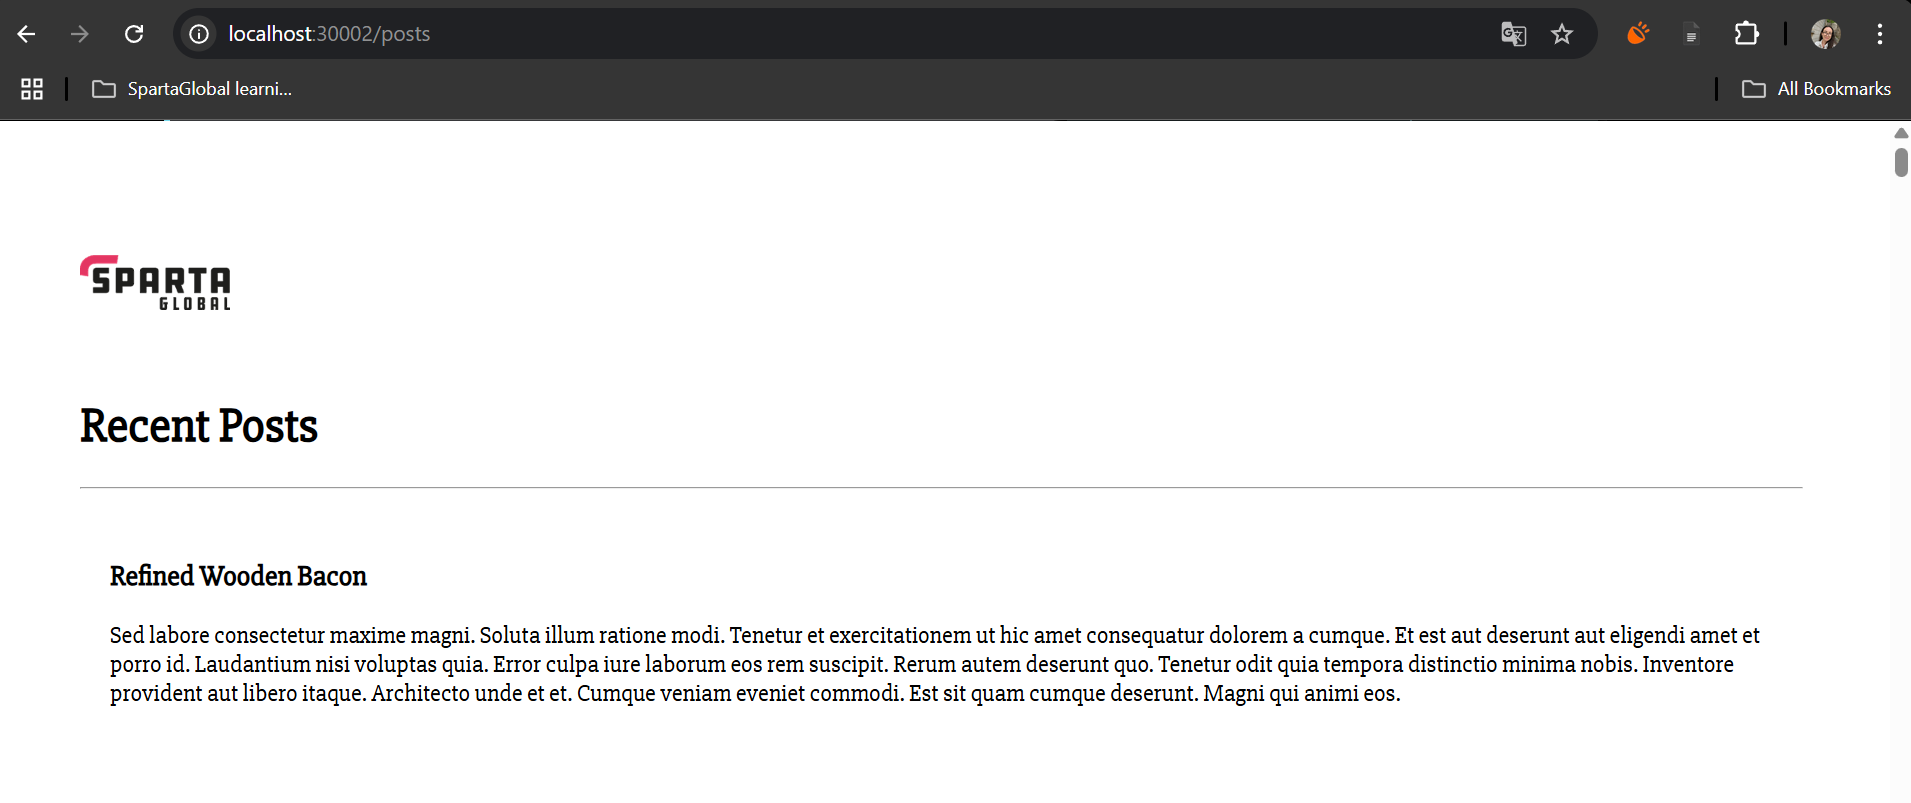 localhost:30002/posts
SpartaGlobal learni...
All Bookmarks
SPARTA
GLOBAL
Recent Posts
Refined Wooden Bacon
Sed labore consectetur maxime magni. Soluta illum ratione modi. Tenetur et exercitationem ut hic amet consequatur dolorem a cumque. Et est aut deserunt aut eligendi amet et
porro id. Laudantium nisi voluptas quia. Error culpa iure laborum eos rem suscipit. Rerum autem deserunt quo. Tenetur odit quia tempora distinctio minima nobis. Inventore
provident aut libero itaque. Architecto unde et et. Cumque veniam eveniet commodi. Est sit quam cumque deserunt. Magni qui animi eos.